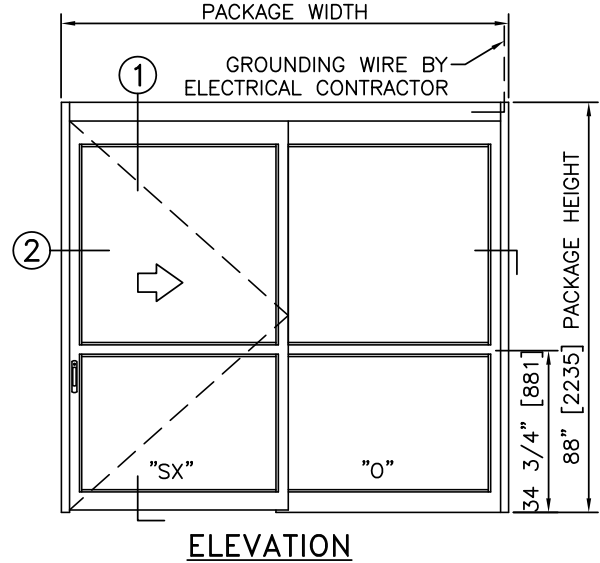 PACKAGE WIDTH
1
GROUNDING WIRE BY
ELECTRICAL CONTRACTOR
2
34 3/4" [881]
88" [2235] PACKAGE HEIGHT
"SX"
"O"
ELEVATION